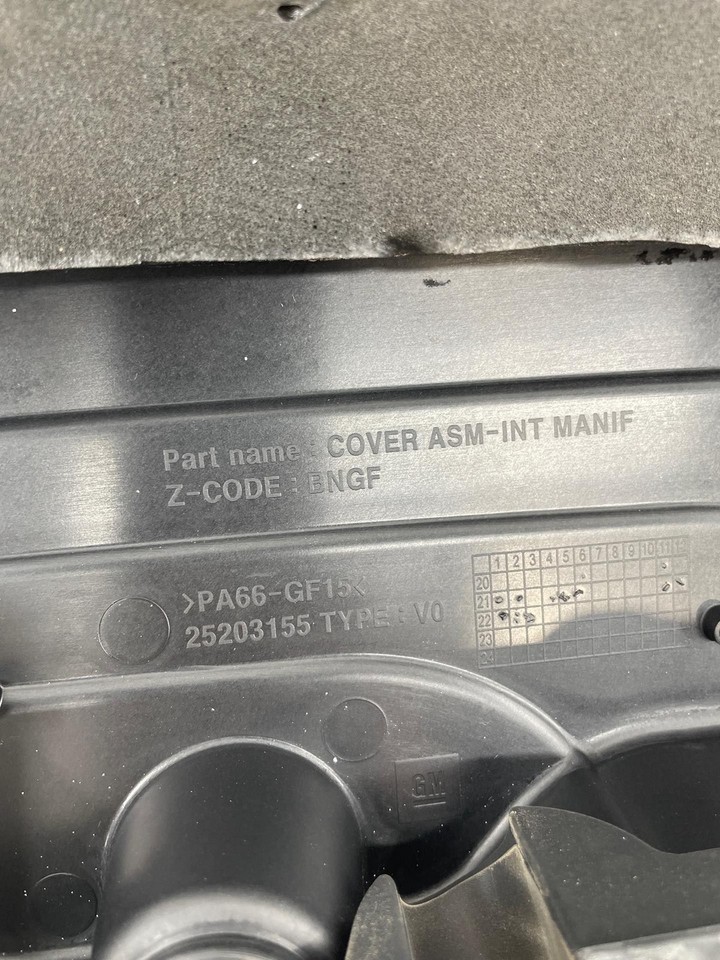 Part name : COVER ASM-INT MANIF
Z-CODE : BNGF
>PA66-GF15<
25203155 TYPE : V0
1 2 3 4 5 6 7 8 9 10 11 12
20
21
22
23
24
GM